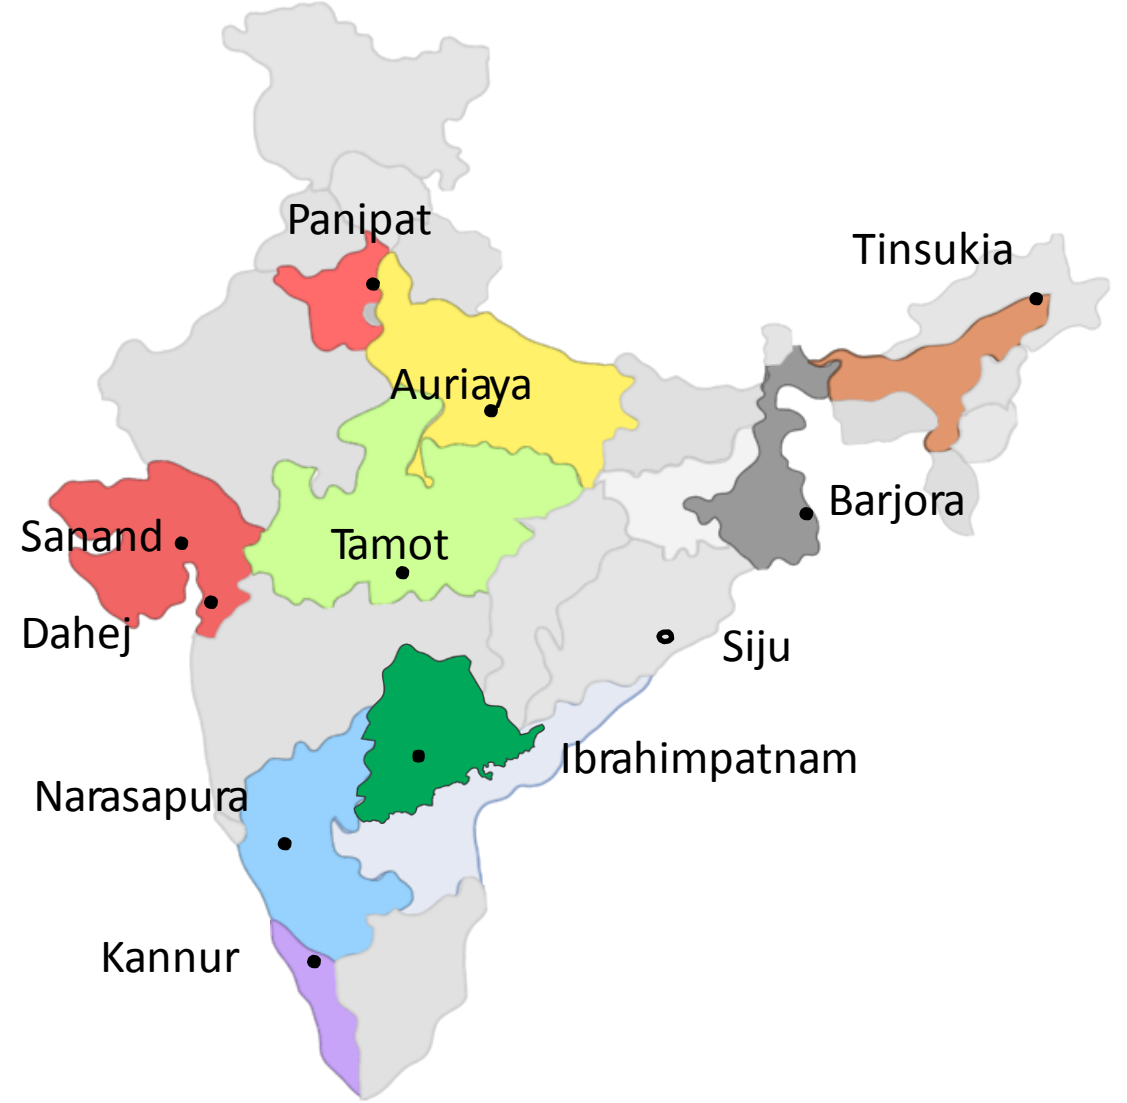 Panipat
Tinsukia
Auriaya
Barjora
Sanand
Tamot
Dahej
Siju
Ibrahimpatnam
Narasapura
Kannur